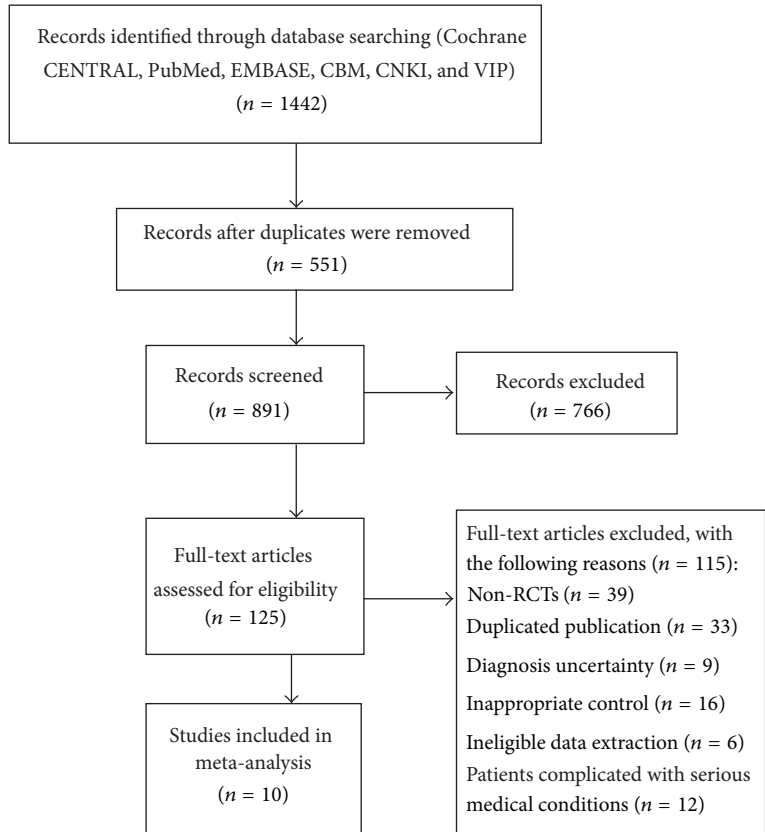 Records identified through database searching (Cochrane
CENTRAL, PubMed, EMBASE, CBM, CNKI, and VIP)
(n = 1442)
Records after duplicates were removed
(n = 551)
Records screened
(n = 891)
Records excluded
(n = 766)
Full-text articles
assessed for eligibility
(n = 125)
Full-text articles excluded, with
the following reasons (n = 115):
Non-RCTs (n = 39)
Duplicated publication (n = 33)
Diagnosis uncertainty (n = 9)
Inappropriate control (n = 16)
Ineligible data extraction (n = 6)
Patients complicated with serious
medical conditions (n = 12)
Studies included in
meta-analysis
(n = 10)